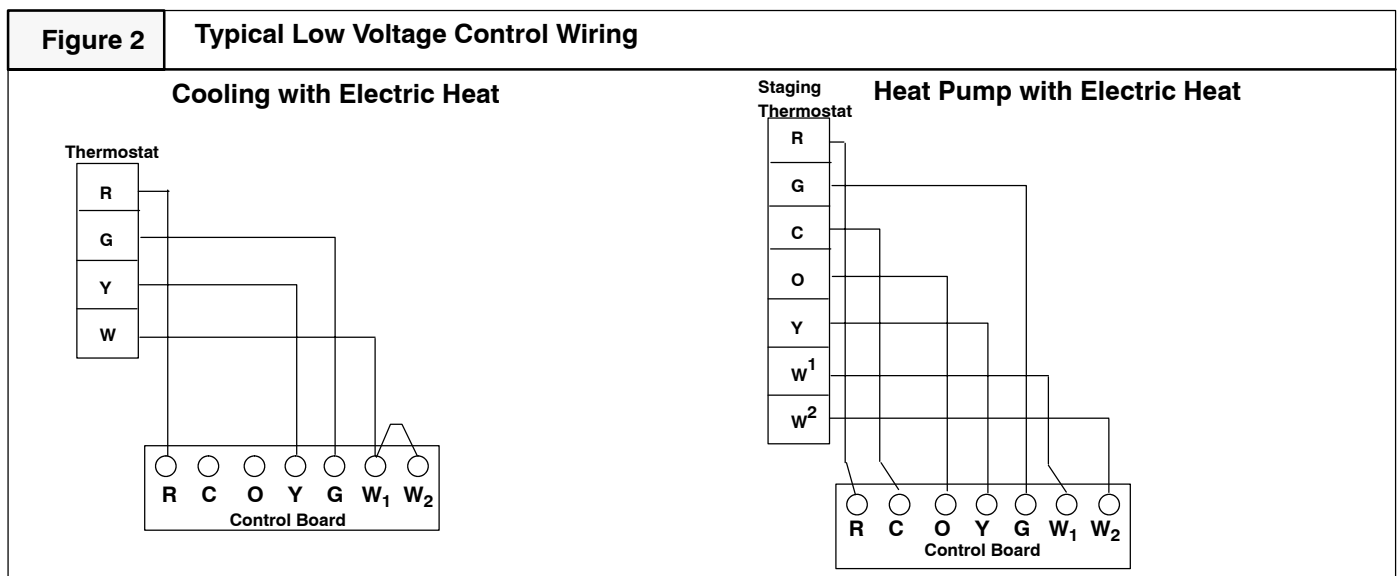 Figure 2
Typical Low Voltage Control Wiring
Cooling with Electric Heat
Thermostat
R
G
Y
W
R C O Y G W1 W2
Control Board
Heat Pump with Electric Heat
Staging
Thermostat
R
G
C
O
Y
W1
W2
R C O Y G W1 W2
Control Board